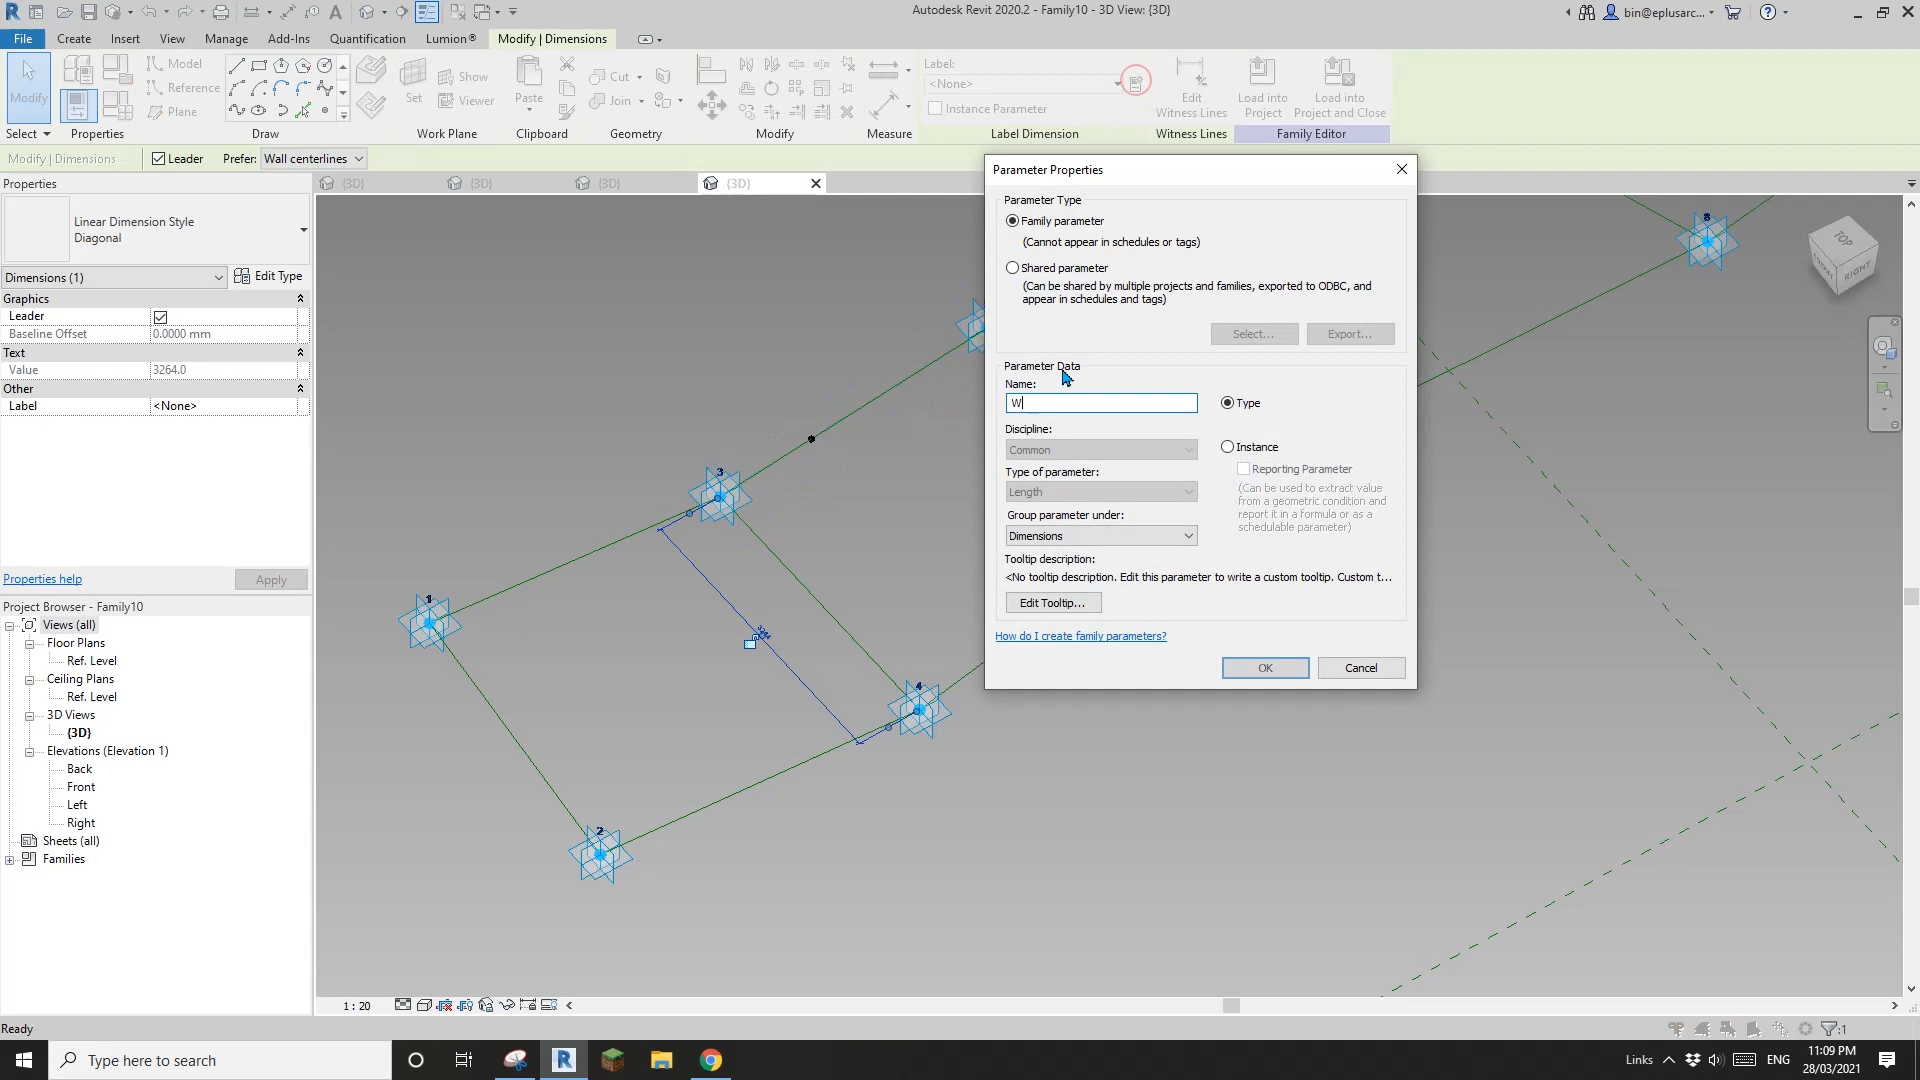 Autodesk Revit 2020.2 - Family10 - 3D View: {3D}
bin@eplusarc...
File Create Insert View Manage Add-Ins Quantification Lumion® Modify | Dimensions
Modify
Model
Reference
Plane
Set
Show
Viewer
Paste
Cut
Join
Label:
<None>
Instance Parameter
Edit
Witness Lines
Load into
Project
Load into
Project and Close
Select Properties Draw Work Plane Clipboard Geometry Modify Measure Label Dimension Witness Lines Family Editor
Modify | Dimensions Leader Prefer: Wall centerlines
Properties
{3D} {3D} {3D} {3D}
Linear Dimension Style
Diagonal
Dimensions (1) Edit Type
Graphics
Leader
Baseline Offset 0.0000 mm
Text
Value 3264.0
Other
Label <None>
Properties help Apply
Project Browser - Family10
Views (all)
Floor Plans
Ref. Level
Ceiling Plans
Ref. Level
3D Views
{3D}
Elevations (Elevation 1)
Back
Front
Left
Right
Sheets (all)
Families
Parameter Properties
Parameter Type
Family parameter
(Cannot appear in schedules or tags)
Shared parameter
(Can be shared by multiple projects and families, exported to ODBC, and
appear in schedules and tags)
Select... Export...
Parameter Data
Name:
W
Type
Discipline:
Common
Instance
Type of parameter:
Reporting Parameter
Length
(Can be used to extract value
from a geometric condition and
report it in a formula or as a
schedulable parameter)
Group parameter under:
Dimensions
Tooltip description:
<No tooltip description. Edit this parameter to write a custom tooltip. Custom t...
Edit Tooltip...
How do I create family parameters?
OK Cancel
TOP
RIGHT
3
1
4
2
3264
1 : 20
Ready
:1
Type here to search
Links
ENG
11:09 PM
28/03/2021